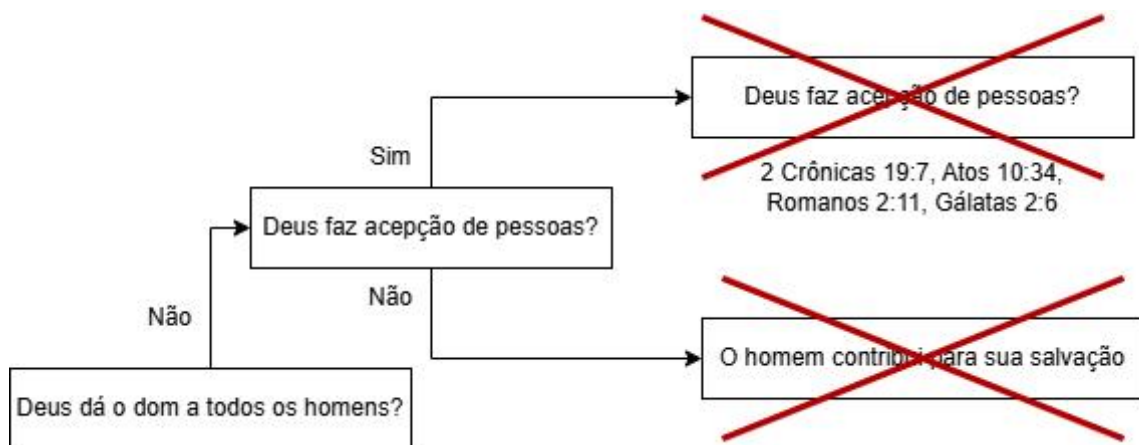 Deus faz acepção de pessoas?
Sim
2 Crônicas 19:7, Atos 10:34,
Romanos 2:11, Gálatas 2:6
Deus faz acepção de pessoas?
Não
Não
O homem contribui para sua salvação
Deus dá o dom a todos os homens?